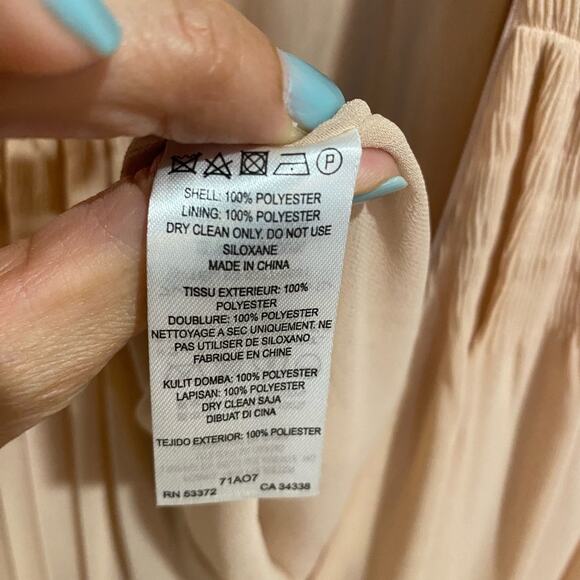 P
SHELL: 100% POLYESTER
LINING: 100% POLYESTER
DRY CLEAN ONLY. DO NOT USE
SILOXANE
MADE IN CHINA
TISSU EXTERIEUR: 100%
POLYESTER
DOUBLURE: 100% POLYESTER
NETTOYAGE A SEC UNIQUEMENT. NE
PAS UTILISER DE SILOXANO
FABRIQUE EN CHINE
KULIT DOMBA: 100% POLYESTER
LAPISAN: 100% POLYESTER
DRY CLEAN SAJA
DIBUAT DI CINA
TEJIDO EXTERIOR: 100% POLIESTER
71AO7
RN 53372 CA 34338